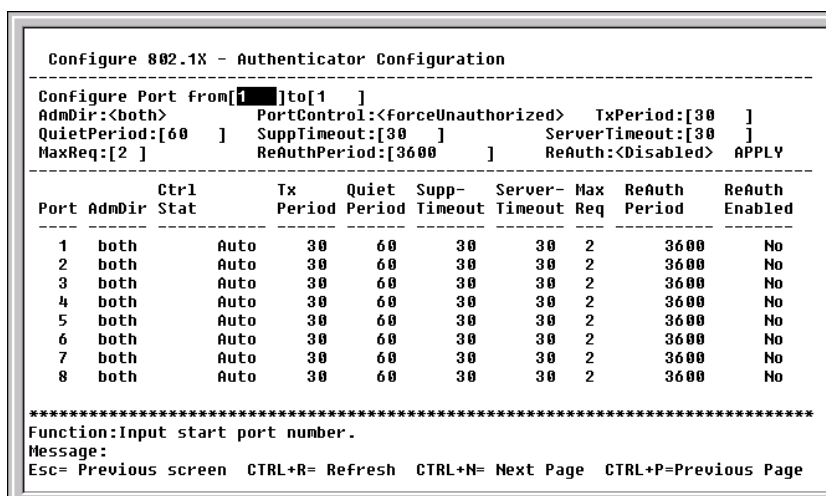 Configure 802.1X - Authenticator Configuration
--------------------------------------------------------------------------------
Configure Port from[1    ]to[1    ]
AdmDir:<both>         PortControl:<forceUnauthorized>   TxPeriod:[30    ]
QuietPeriod:[60   ]   SuppTimeout:[30   ]          ServerTimeout:[30    ]
MaxReq:[2 ]           ReAuthPeriod:[3600     ]     ReAuth:<Disabled>  APPLY
--------------------------------------------------------------------------------
            Ctrl        Tx     Quiet  Supp-   Server- Max  ReAuth     ReAuth
Port AdmDir Stat        Period Period Timeout Timeout Req  Period     Enabled
---- ------ ----------- ------ ------ ------- ------- ---- ---------- -------
  1   both         Auto   30     60      30      30   2        3600       No
  2   both         Auto   30     60      30      30   2        3600       No
  3   both         Auto   30     60      30      30   2        3600       No
  4   both         Auto   30     60      30      30   2        3600       No
  5   both         Auto   30     60      30      30   2        3600       No
  6   both         Auto   30     60      30      30   2        3600       No
  7   both         Auto   30     60      30      30   2        3600       No
  8   both         Auto   30     60      30      30   2        3600       No
********************************************************************************
Function:Input start port number.
Message:
Esc= Previous screen  CTRL+R= Refresh  CTRL+N= Next Page  CTRL+P=Previous Page